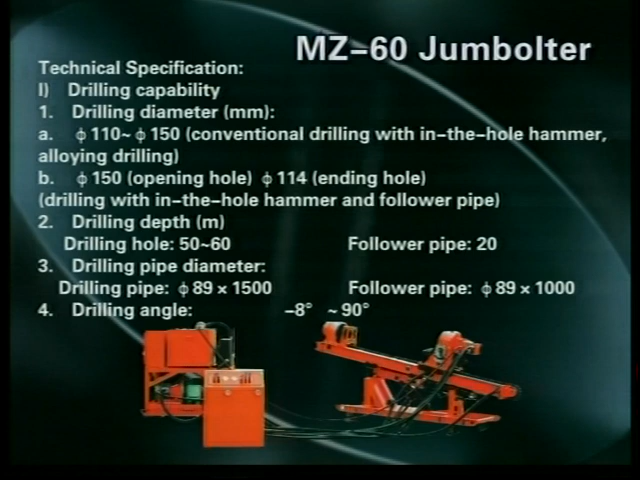 MZ–60 Jumbolter
Technical Specification:
I) Drilling capability
1. Drilling diameter (mm):
a. ϕ110~ϕ150 (conventional drilling with in–the–hole hammer,
alloying drilling)
b. ϕ150 (opening hole) ϕ114 (ending hole)
(drilling with in–the–hole hammer and follower pipe)
2. Drilling depth (m)
Drilling hole: 50~60 Follower pipe: 20
3. Drilling pipe diameter:
Drilling pipe: ϕ89 × 1500 Follower pipe: ϕ89 × 1000
4. Drilling angle: –8° ~90°